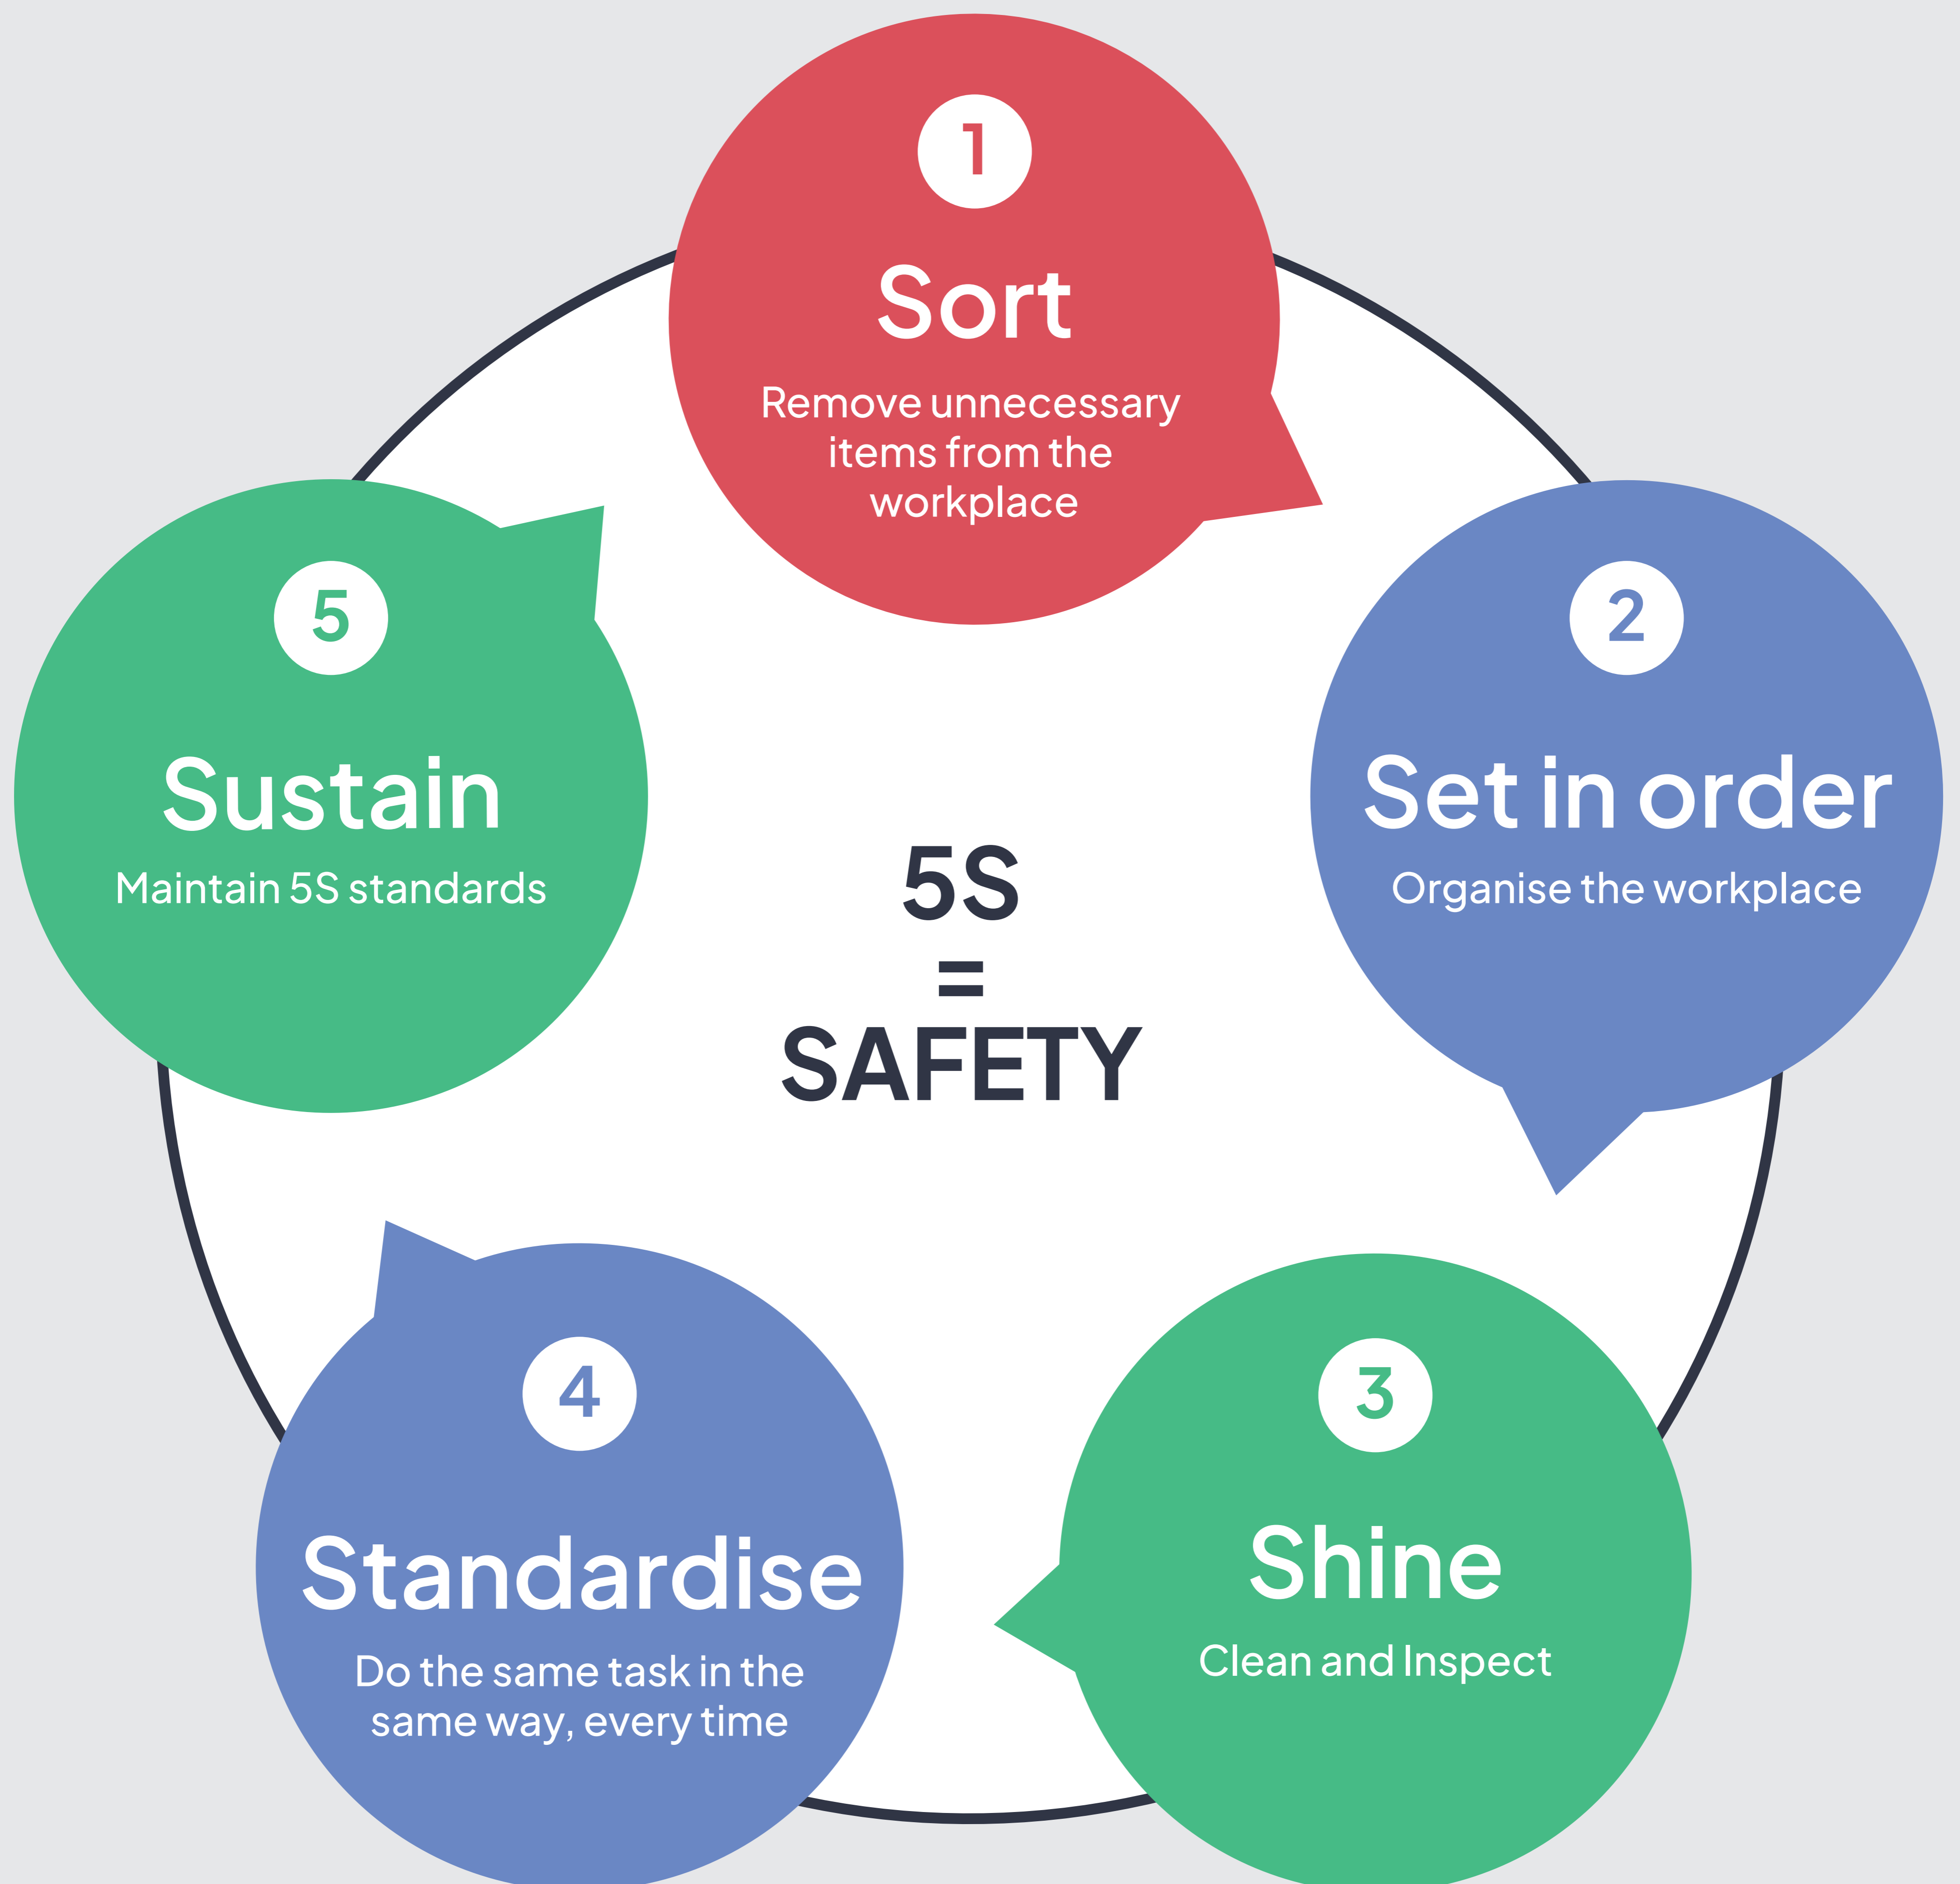 1
Sort
Remove unnecessary
items from the
workplace
2
Set in order
Organise the workplace
3
Shine
Clean and Inspect
4
Standardise
Do the same task in the
same way, every time
5
Sustain
Maintain 5S standards
5S
=
SAFETY